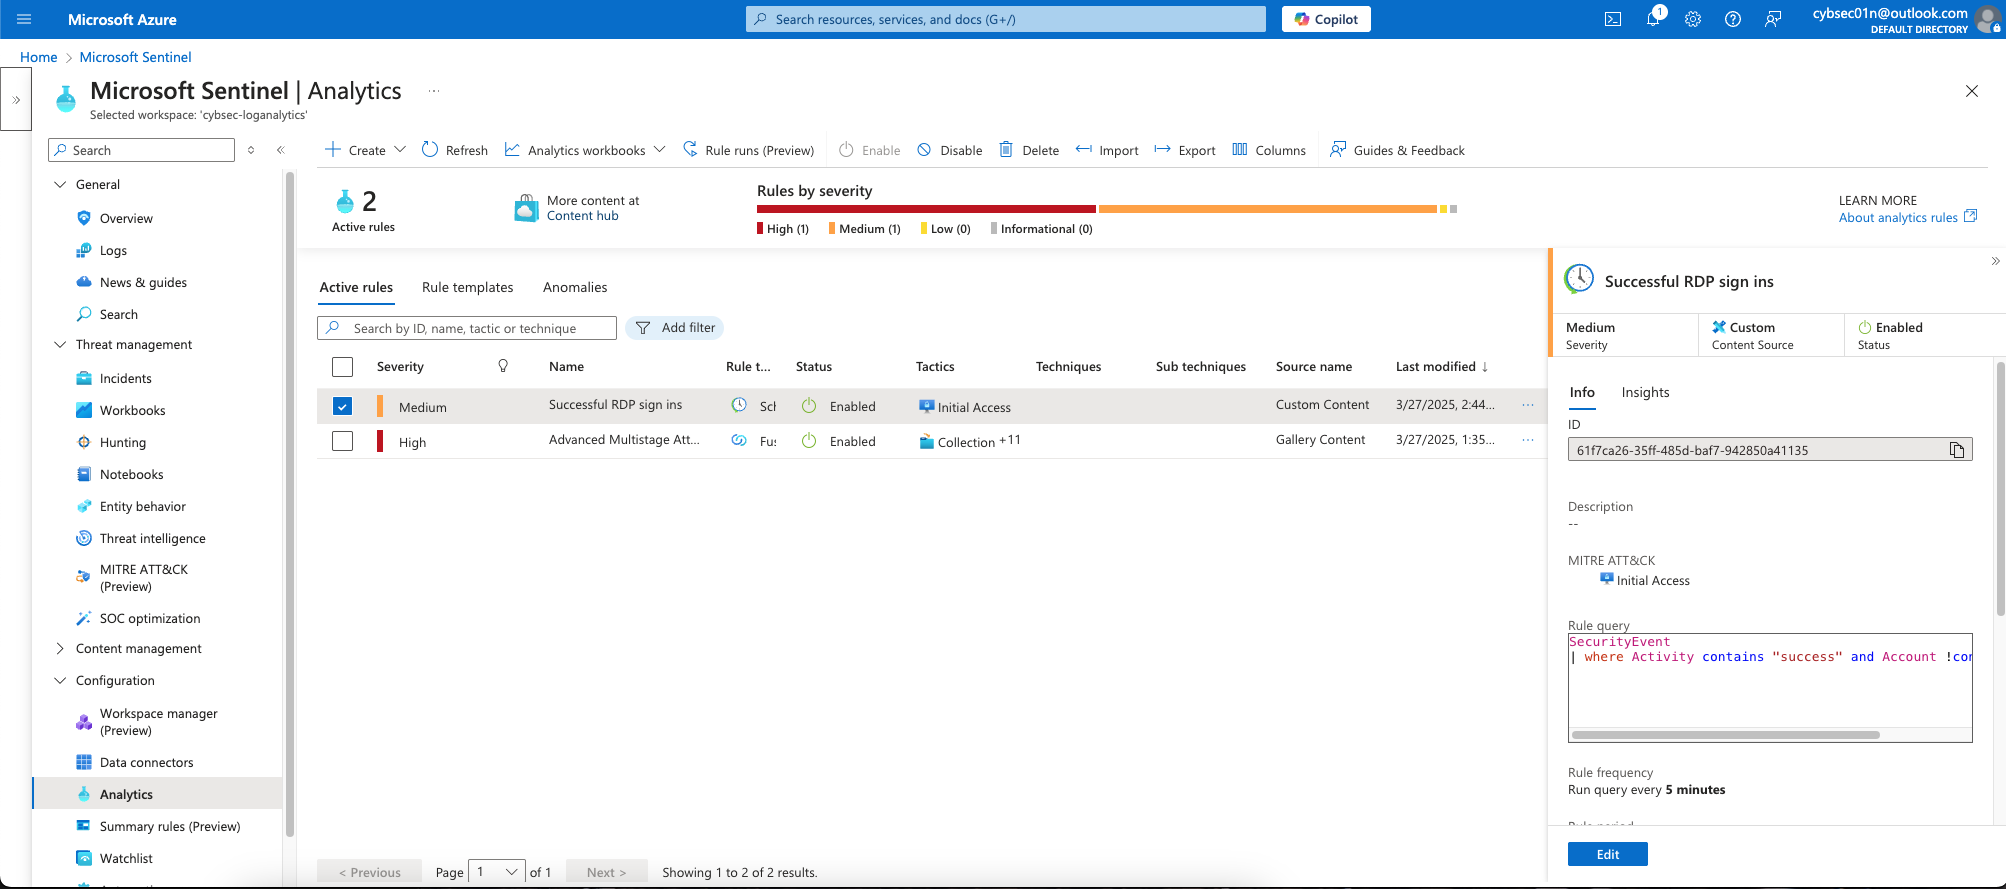 Microsoft Azure
Search resources, services, and docs (G+/)
Copilot
1
cybsec01n@outlook.com
DEFAULT DIRECTORY
Home > Microsoft Sentinel
Microsoft Sentinel | Analytics ...
Selected workspace: 'cybsec-loganalytics'
Search
General
Overview
Logs
News & guides
Search
Threat management
Incidents
Workbooks
Hunting
Notebooks
Entity behavior
Threat intelligence
MITRE ATT&CK
(Preview)
SOC optimization
Content management
Configuration
Workspace manager
(Preview)
Data connectors
Analytics
Summary rules (Preview)
Watchlist
Create Refresh Analytics workbooks Rule runs (Preview) Enable Disable Delete Import Export Columns Guides & Feedback
2
Active rules
More content at
Content hub
Rules by severity
High (1) Medium (1) Low (0) Informational (0)
LEARN MORE
About analytics rules
Active rules Rule templates Anomalies
Search by ID, name, tactic or technique
Add filter
Severity Name Rule t... Status Tactics Techniques Sub techniques Source name Last modified ↓
Medium Successful RDP sign ins Sch Enabled Initial Access Custom Content 3/27/2025, 2:44... ...
High Advanced Multistage Att... Fus Enabled Collection +11 Gallery Content 3/27/2025, 1:35... ...
< Previous Page 1 of 1 Next > Showing 1 to 2 of 2 results.
Successful RDP sign ins
Medium
Severity
Custom
Content Source
Enabled
Status
Info Insights
ID
61f7ca26-35ff-485d-baf7-942850a41135
Description
--
MITRE ATT&CK
Initial Access
Rule query
SecurityEvent
| where Activity contains "success" and Account !con
Rule frequency
Run query every 5 minutes
Edit